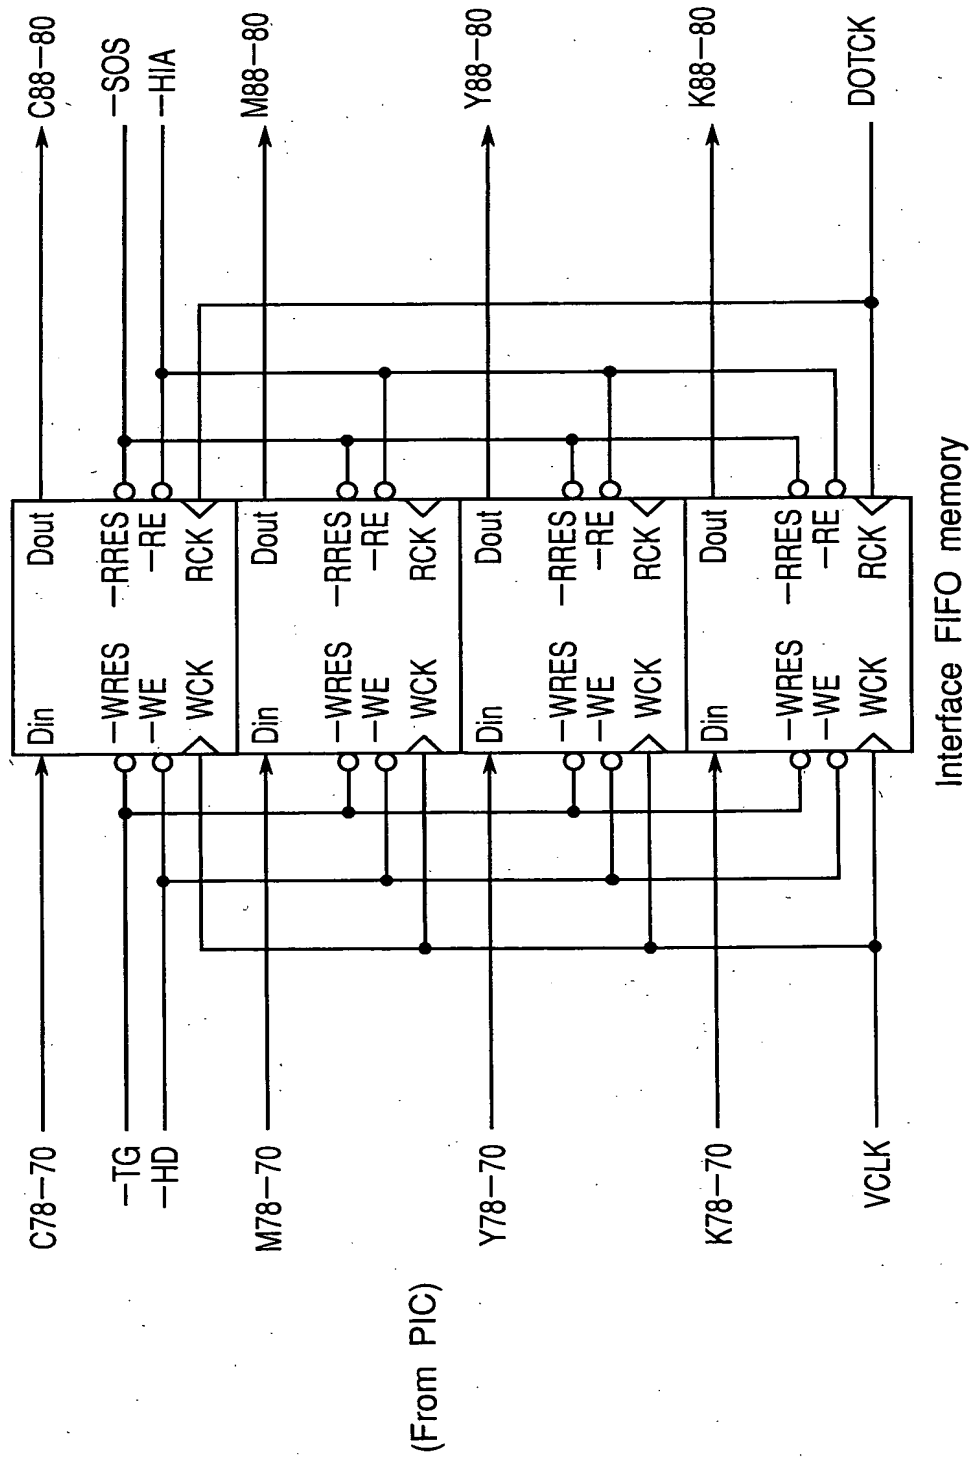 (From PIC)
C78—70
—TG
—HD
M78—70
Y78—70
K78—70
VCLK
Din
—WRES
—WE
WCK
Dout
—RRES
—RE
RCK
Din
—WRES
—WE
WCK
Dout
—RRES
—RE
RCK
Din
—WRES
—WE
WCK
Dout
—RRES
—RE
RCK
Din
—WRES
—WE
WCK
Dout
—RRES
—RE
RCK
C88—80
—SOS
—HIA
M88—80
Y88—80
K88—80
DOTCK
Interface FIFO memory